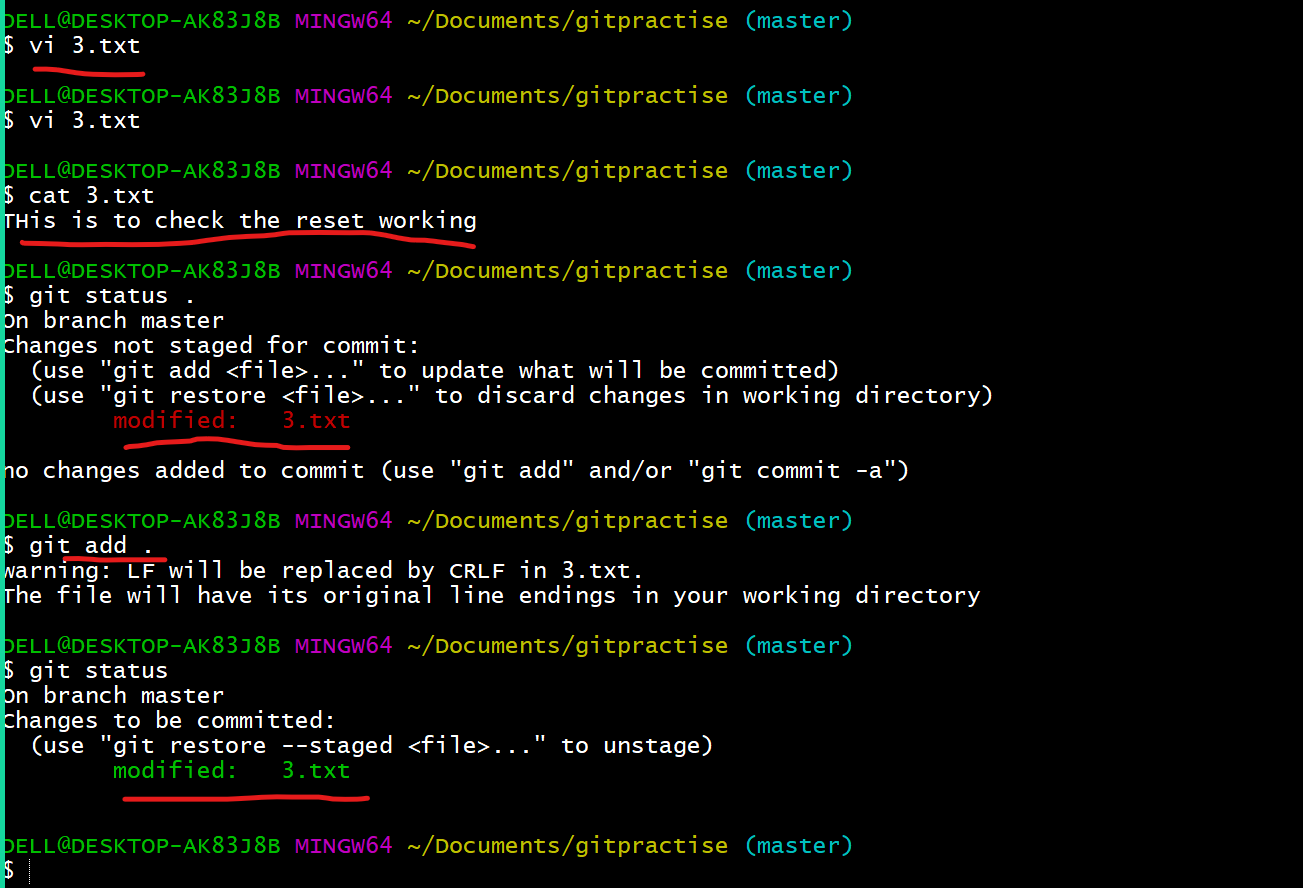 DELL@DESKTOP-AK83J8B MINGW64 ~/Documents/gitpractise (master)
$ vi 3.txt
DELL@DESKTOP-AK83J8B MINGW64 ~/Documents/gitpractise (master)
$ vi 3.txt
DELL@DESKTOP-AK83J8B MINGW64 ~/Documents/gitpractise (master)
$ cat 3.txt
THis is to check the reset working
DELL@DESKTOP-AK83J8B MINGW64 ~/Documents/gitpractise (master)
$ git status .
On branch master
Changes not staged for commit:
  (use "git add <file>..." to update what will be committed)
  (use "git restore <file>..." to discard changes in working directory)
        modified:   3.txt
no changes added to commit (use "git add" and/or "git commit -a")
DELL@DESKTOP-AK83J8B MINGW64 ~/Documents/gitpractise (master)
$ git add .
warning: LF will be replaced by CRLF in 3.txt.
The file will have its original line endings in your working directory
DELL@DESKTOP-AK83J8B MINGW64 ~/Documents/gitpractise (master)
$ git status
On branch master
Changes to be committed:
  (use "git restore --staged <file>..." to unstage)
        modified:   3.txt
DELL@DESKTOP-AK83J8B MINGW64 ~/Documents/gitpractise (master)
$